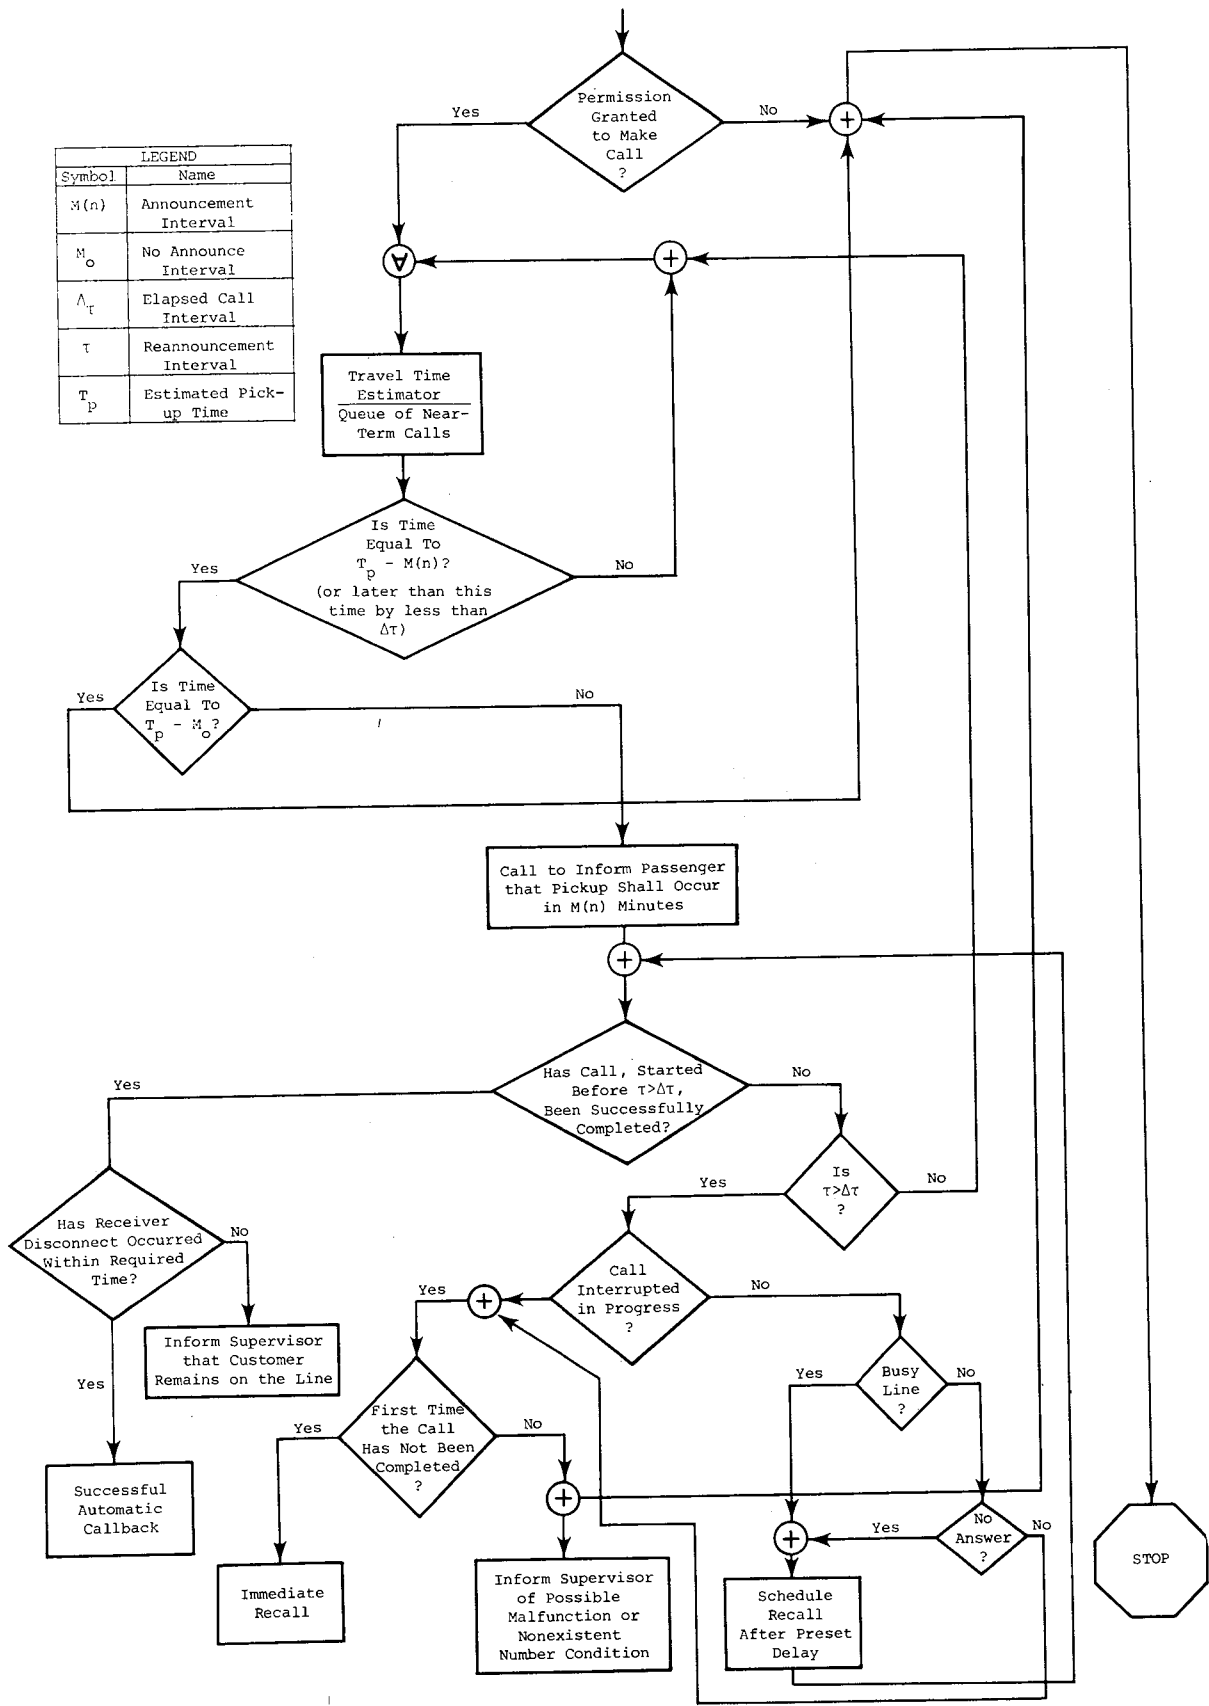 Permission
Granted
to Make
Call
?
Yes
No
+
LEGEND
Symbol Name
M(n) Announcement
Interval
Mo No Announce
Interval
Δτ Elapsed Call
Interval
τ Reannouncement
Interval
Tp Estimated Pick-
up Time
∀
+
Travel Time
Estimator
Queue of Near-
Term Calls
Is Time
Equal To
Tp - M(n)?
(or later than this
time by less than
Δτ)
Yes
No
Is Time
Equal To
Tp - Mo?
Yes
No
Call to Inform Passenger
that Pickup Shall Occur
in M(n) Minutes
+
Has Call, Started
Before τ>Δτ,
Been Successfully
Completed?
Yes
No
Is
τ>Δτ
?
Yes
No
Has Receiver
Disconnect Occurred
Within Required
Time?
No
Yes
Inform Supervisor
that Customer
Remains on the Line
Successful
Automatic
Callback
Call
Interrupted
in Progress
?
Yes
+
No
Busy
Line
?
Yes
No
First Time
the Call
Has Not Been
Completed
?
Yes
No
+
Immediate
Recall
Inform Supervisor
of Possible
Malfunction or
Nonexistent
Number Condition
No
Answer
?
Yes
No
+
Schedule
Recall
After Preset
Delay
STOP